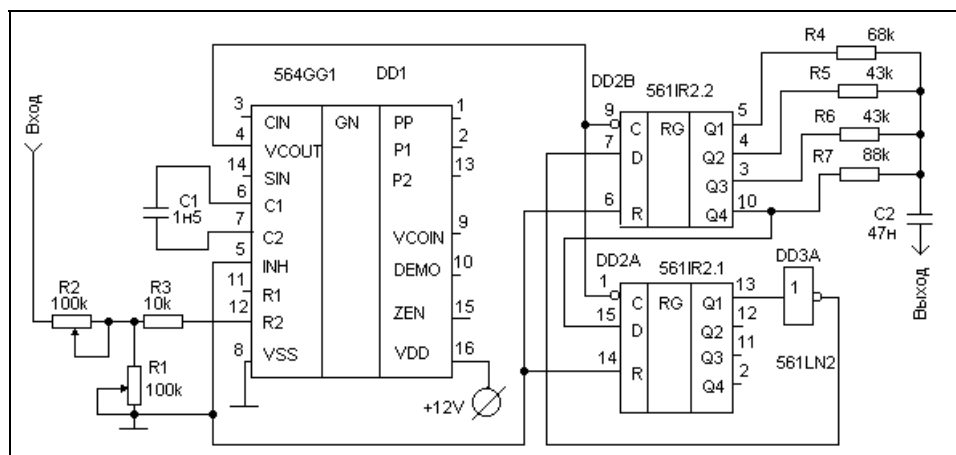 564GG1 DD1
3 CIN GN PP 1
4 VCOUT P1 2
14 SIN P2 13
6 C1
7 C2 VCOIN 9
5 INH DEMO 10
11 R1
12 R2 ZEN 15
8 VSS VDD 16
Вход
C1
1н5
R2
100k
R3
10k
R1
100k
+12V
DD2B
561IR2.2
9 C RG Q1 5
7 D Q2 4
Q3 3
6 R Q4 10
R4 68k
R5 43k
R6 43k
R7 88k
C2
47н
Выход
DD2A
561IR2.1
1 C RG Q1 13
15 D Q2 12
Q3 11
14 R Q4 2
DD3A
1
561LN2